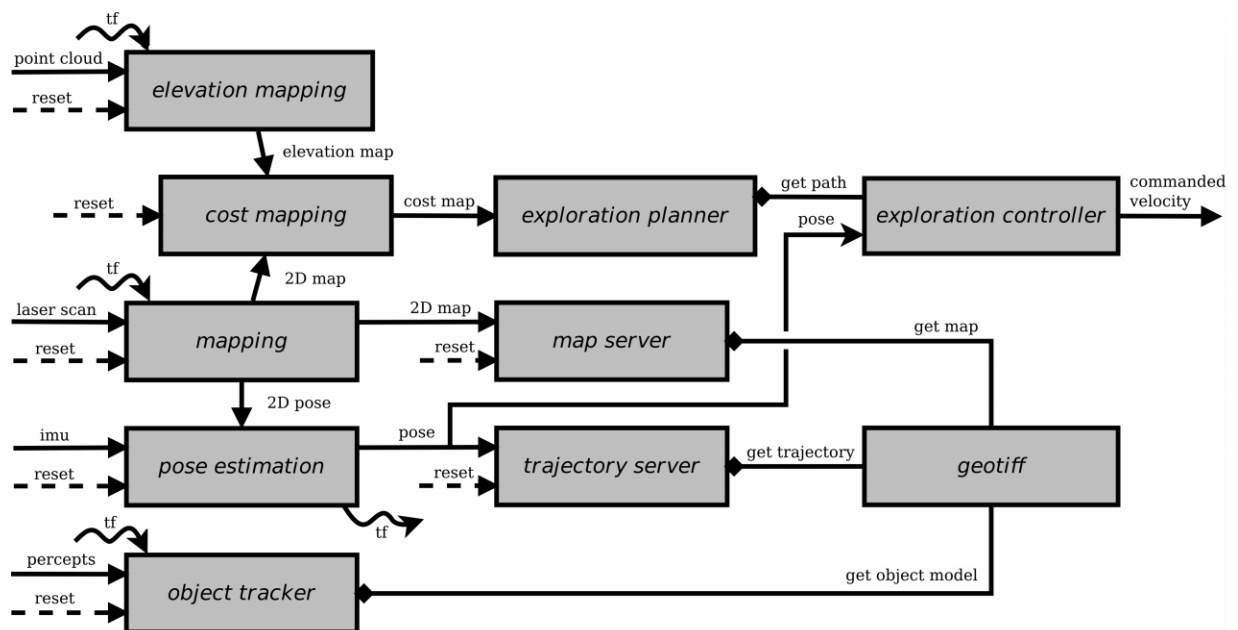 tf
point cloud
reset
elevation mapping
elevation map
reset
cost mapping
cost map
exploration planner
get path
exploration controller
commanded
velocity
pose
tf
2D map
laser scan
reset
mapping
2D map
reset
map server
get map
2D pose
imu
reset
pose estimation
pose
reset
trajectory server
get trajectory
geotiff
tf
tf
percepts
reset
object tracker
get object model